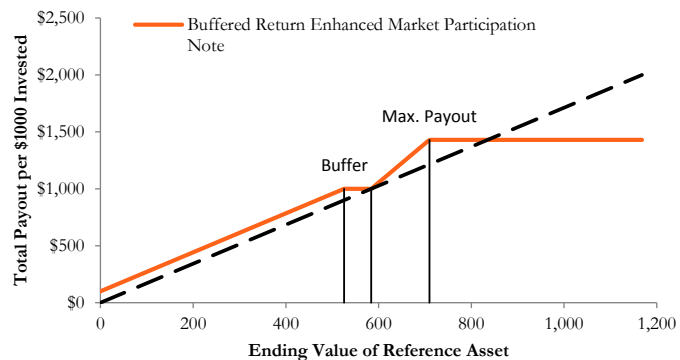 $2,500
Buffered Return Enhanced Market Participation
Note
$2,000
Max. Payout
$1,500
Buffer
$1,000
$500
$0
0 200 400 600 800 1,000 1,200
Total Payout per $1000 Invested
Ending Value of Reference Asset